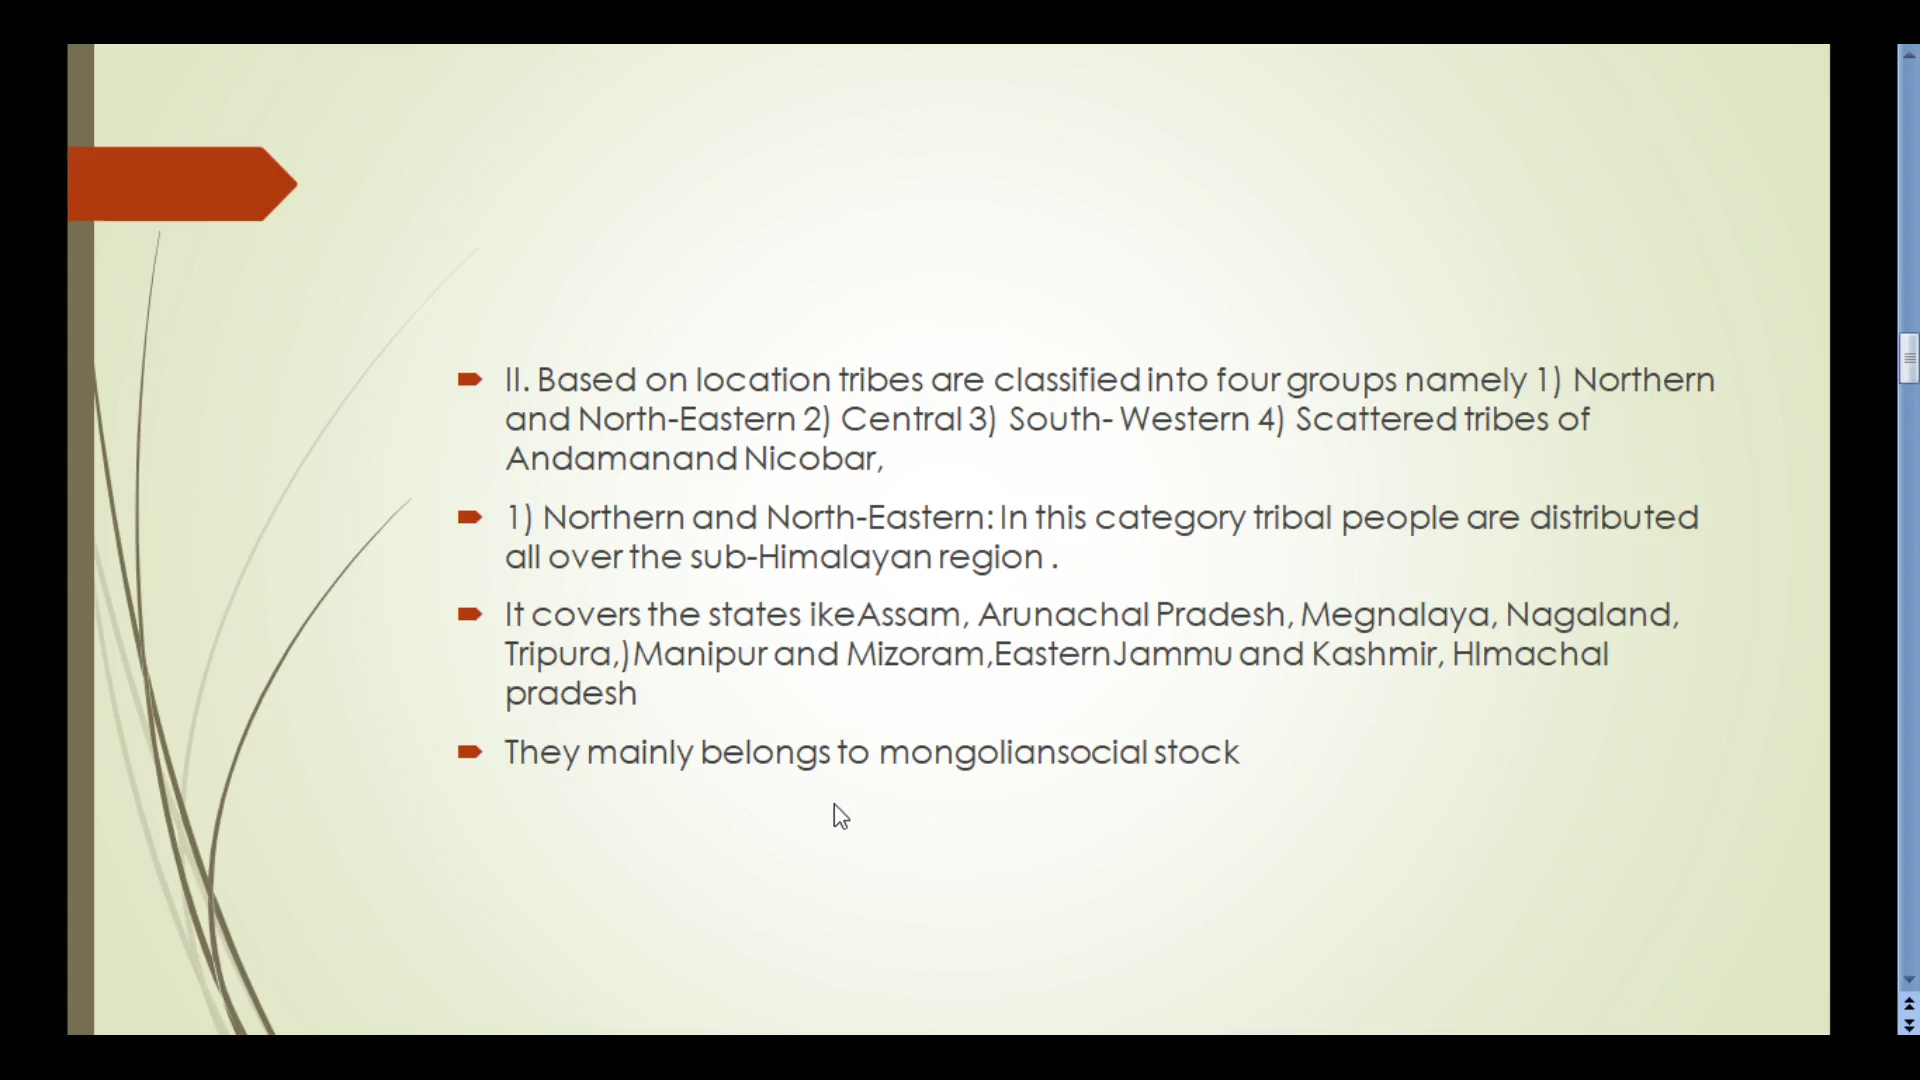 II. Based on location tribes are classified into four groups namely 1) Northern
and North-Eastern 2) Central 3) South- Western 4) Scattered tribes of
Andamanand Nicobar,
1) Northern and North-Eastern: In this category tribal people are distributed
all over the sub-Himalayan region .
It covers the states ikeAssam, Arunachal Pradesh, Megnalaya, Nagaland,
Tripura,)Manipur and Mizoram,EasternJammu and Kashmir, HImachal
pradesh
They mainly belongs to mongoliansocial stock